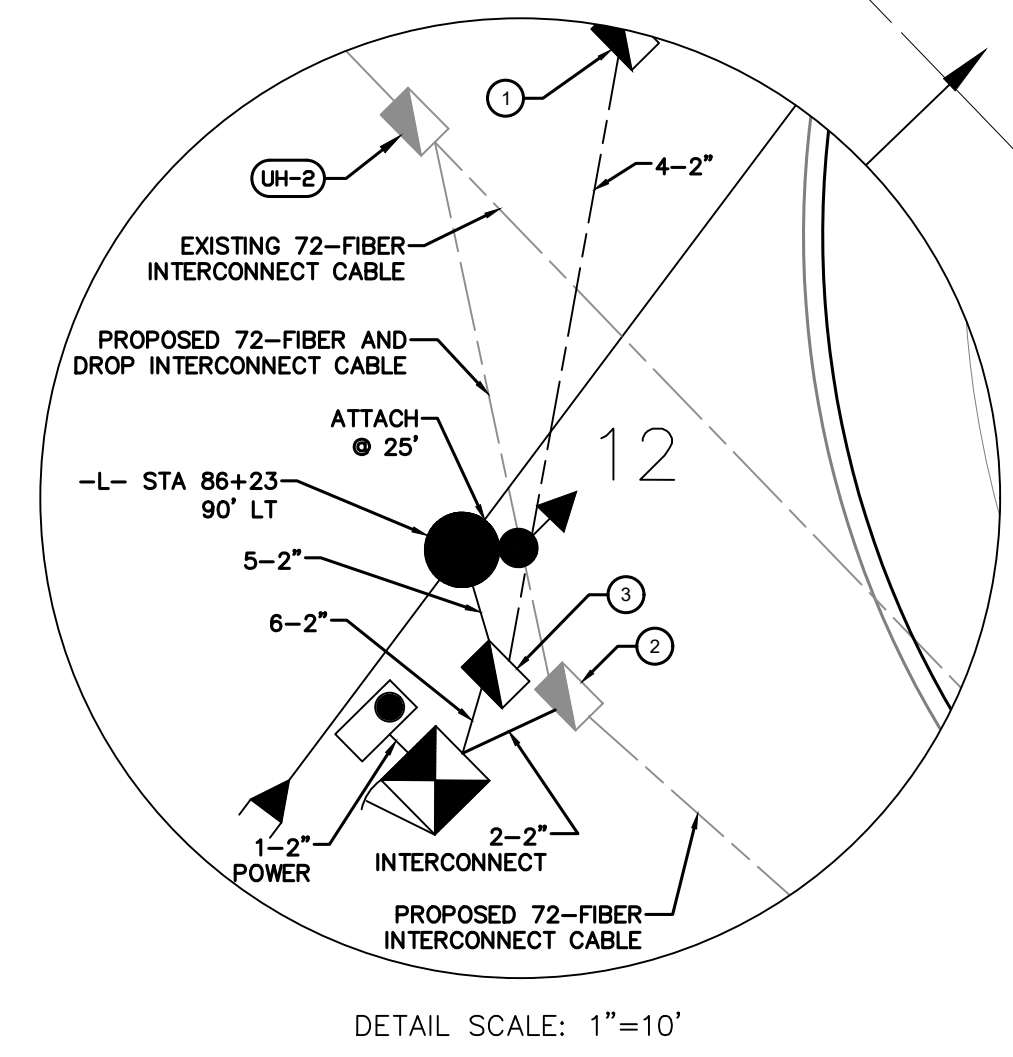 1
4-2"
UH-2
EXISTING 72-FIBER
INTERCONNECT CABLE
PROPOSED 72-FIBER AND
DROP INTERCONNECT CABLE
ATTACH
@ 25'
12
-L- STA 86+23
90' LT
5-2"
6-2"
3
2
1-2"
POWER
2-2"
INTERCONNECT
PROPOSED 72-FIBER
INTERCONNECT CABLE
DETAIL SCALE: 1"=10'